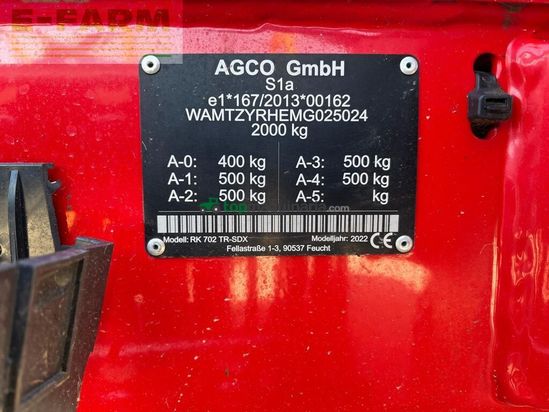 E-FARM
AGCO GmbH
S1a
e1*167/2013*00162
WAMTZYRHEMG025024
2000 kg
A-0: 400 kg A-3: 500 kg
A-1: 500 kg A-4: 500 kg
A-2: 500 kg A-5: kg
Modell: RK 702 TR-SDX Modelljahr: 2022 CE
Fellastraße 1-3, 90537 Feucht